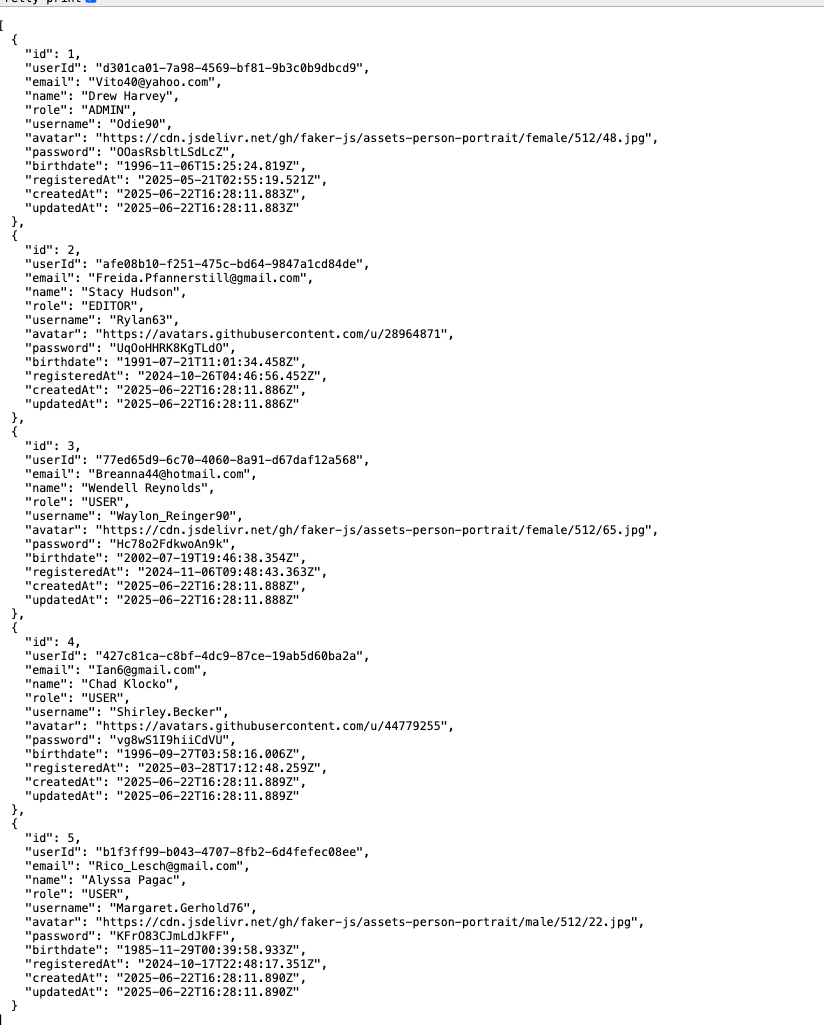 [
  {
    "id": 1,
    "userId": "d301ca01-7a98-4569-bf81-9b3c0b9dbcd9",
    "email": "Vito40@yahoo.com",
    "name": "Drew Harvey",
    "role": "ADMIN",
    "username": "Odie90",
    "avatar": "https://cdn.jsdelivr.net/gh/faker-js/assets-person-portrait/female/512/48.jpg",
    "password": "OOasRsbltLSdLcZ",
    "birthdate": "1996-11-06T15:25:24.819Z",
    "registeredAt": "2025-05-21T02:55:19.521Z",
    "createdAt": "2025-06-22T16:28:11.883Z",
    "updatedAt": "2025-06-22T16:28:11.883Z"
  },
  {
    "id": 2,
    "userId": "afe08b10-f251-475c-bd64-9847a1cd84de",
    "email": "Freida.Pfannerstill@gmail.com",
    "name": "Stacy Hudson",
    "role": "EDITOR",
    "username": "Rylan63",
    "avatar": "https://avatars.githubusercontent.com/u/28964871",
    "password": "UqOoHHRK8KgTLdO",
    "birthdate": "1991-07-21T11:01:34.458Z",
    "registeredAt": "2024-10-26T04:46:56.452Z",
    "createdAt": "2025-06-22T16:28:11.886Z",
    "updatedAt": "2025-06-22T16:28:11.886Z"
  },
  {
    "id": 3,
    "userId": "77ed65d9-6c70-4060-8a91-d67daf12a568",
    "email": "Breanna44@hotmail.com",
    "name": "Wendell Reynolds",
    "role": "USER",
    "username": "Waylon_Reinger90",
    "avatar": "https://cdn.jsdelivr.net/gh/faker-js/assets-person-portrait/female/512/65.jpg",
    "password": "Hc78o2FdkwoAn9k",
    "birthdate": "2002-07-19T19:46:38.354Z",
    "registeredAt": "2024-11-06T09:48:43.363Z",
    "createdAt": "2025-06-22T16:28:11.888Z",
    "updatedAt": "2025-06-22T16:28:11.888Z"
  },
  {
    "id": 4,
    "userId": "427c81ca-c8bf-4dc9-87ce-19ab5d60ba2a",
    "email": "Ian6@gmail.com",
    "name": "Chad Klocko",
    "role": "USER",
    "username": "Shirley.Becker",
    "avatar": "https://avatars.githubusercontent.com/u/44779255",
    "password": "vg8wS1I9hiiCdVU",
    "birthdate": "1996-09-27T03:58:16.006Z",
    "registeredAt": "2025-03-28T17:12:48.259Z",
    "createdAt": "2025-06-22T16:28:11.889Z",
    "updatedAt": "2025-06-22T16:28:11.889Z"
  },
  {
    "id": 5,
    "userId": "b1f3ff99-b043-4707-8fb2-6d4fefec08ee",
    "email": "Rico_Lesch@gmail.com",
    "name": "Alyssa Pagac",
    "role": "USER",
    "username": "Margaret.Gerhold76",
    "avatar": "https://cdn.jsdelivr.net/gh/faker-js/assets-person-portrait/male/512/22.jpg",
    "password": "KFrO83CJmLdJkFF",
    "birthdate": "1985-11-29T00:39:58.933Z",
    "registeredAt": "2024-10-17T22:48:17.351Z",
    "createdAt": "2025-06-22T16:28:11.890Z",
    "updatedAt": "2025-06-22T16:28:11.890Z"
  }